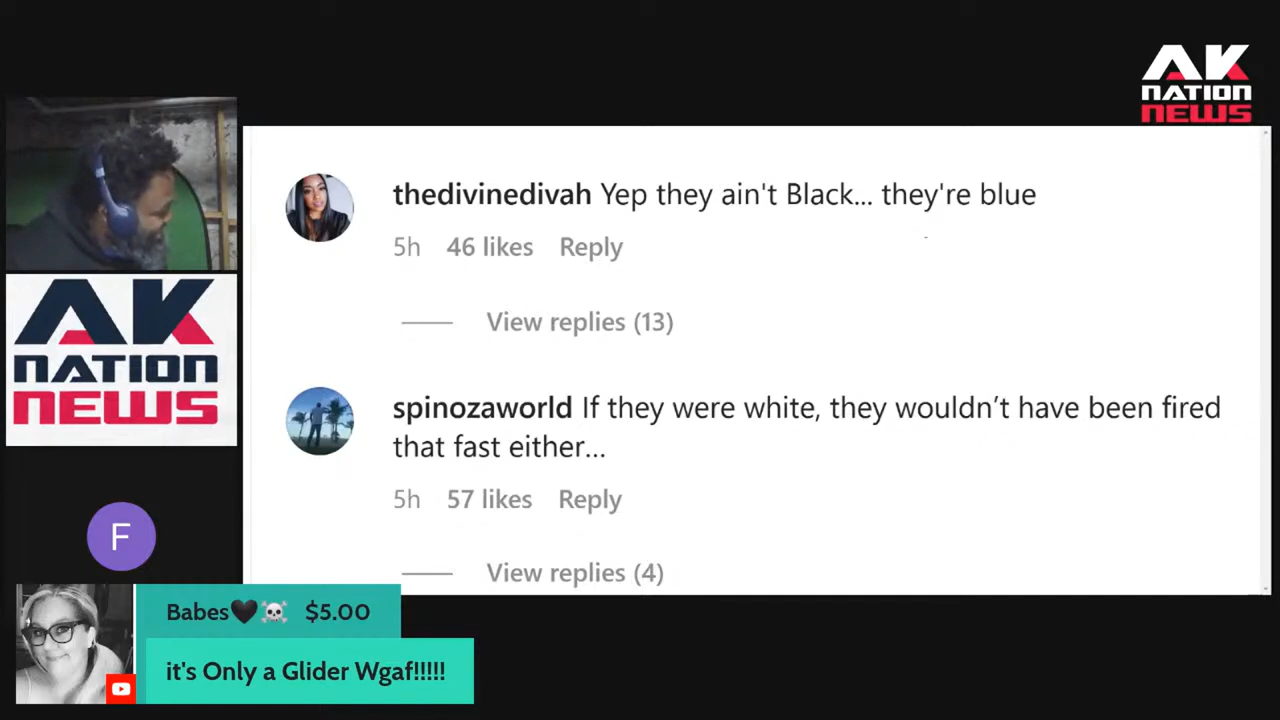 AK
NATION
NEWS
thedivinedivah Yep they ain't Black... they're blue
5h 46 likes Reply
View replies (13)
AK
NATION
NEWS
spinozaworld If they were white, they wouldn’t have been fired
that fast either...
5h 57 likes Reply
View replies (4)
F
Babes🖤☠️ $5.00
it's Only a Glider Wgaf!!!!!